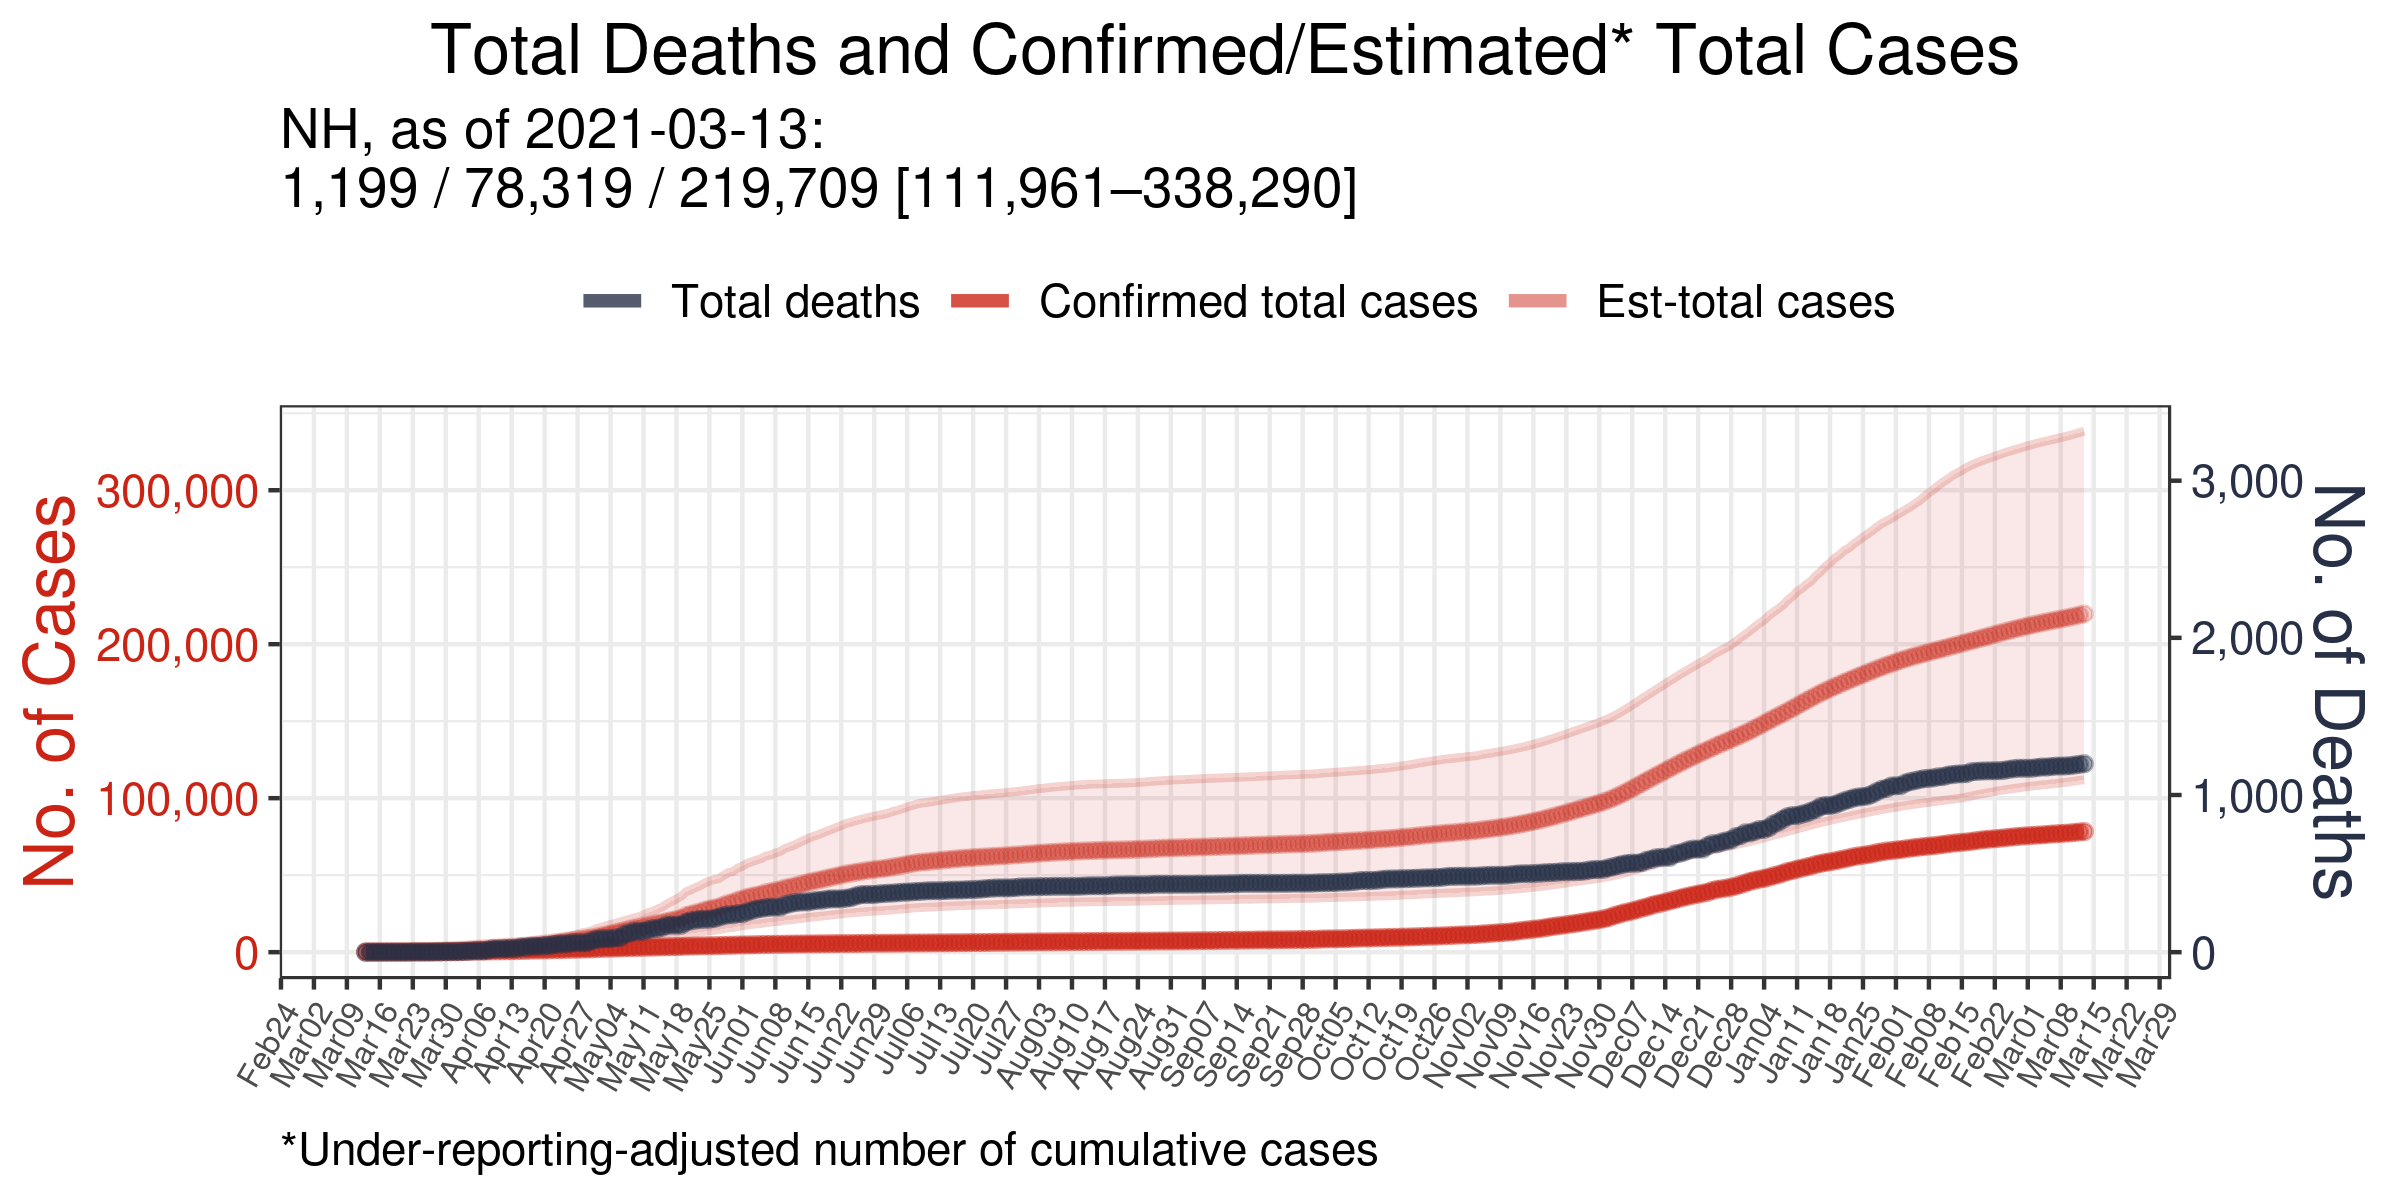 Total Deaths and Confirmed/Estimated* Total Cases
NH, as of 2021-03-13:
1,199 / 78,319 / 219,709 [111,961–338,290]
Total deaths
Confirmed total cases
Est-total cases
No. of Cases
300,000
200,000
100,000
0
3,000
2,000
1,000
0
No. of Deaths
Feb24
Mar02
Mar09
Mar16
Mar23
Mar30
Apr06
Apr13
Apr20
Apr27
May04
May11
May18
May25
Jun01
Jun08
Jun15
Jun22
Jun29
Jul06
Jul13
Jul20
Jul27
Aug03
Aug10
Aug17
Aug24
Aug31
Sep07
Sep14
Sep21
Sep28
Oct05
Oct12
Oct19
Oct26
Nov02
Nov09
Nov16
Nov23
Nov30
Dec07
Dec14
Dec21
Dec28
Jan04
Jan11
Jan18
Jan25
Feb01
Feb08
Feb15
Feb22
Mar01
Mar08
Mar15
Mar22
Mar29
*Under-reporting-adjusted number of cumulative cases